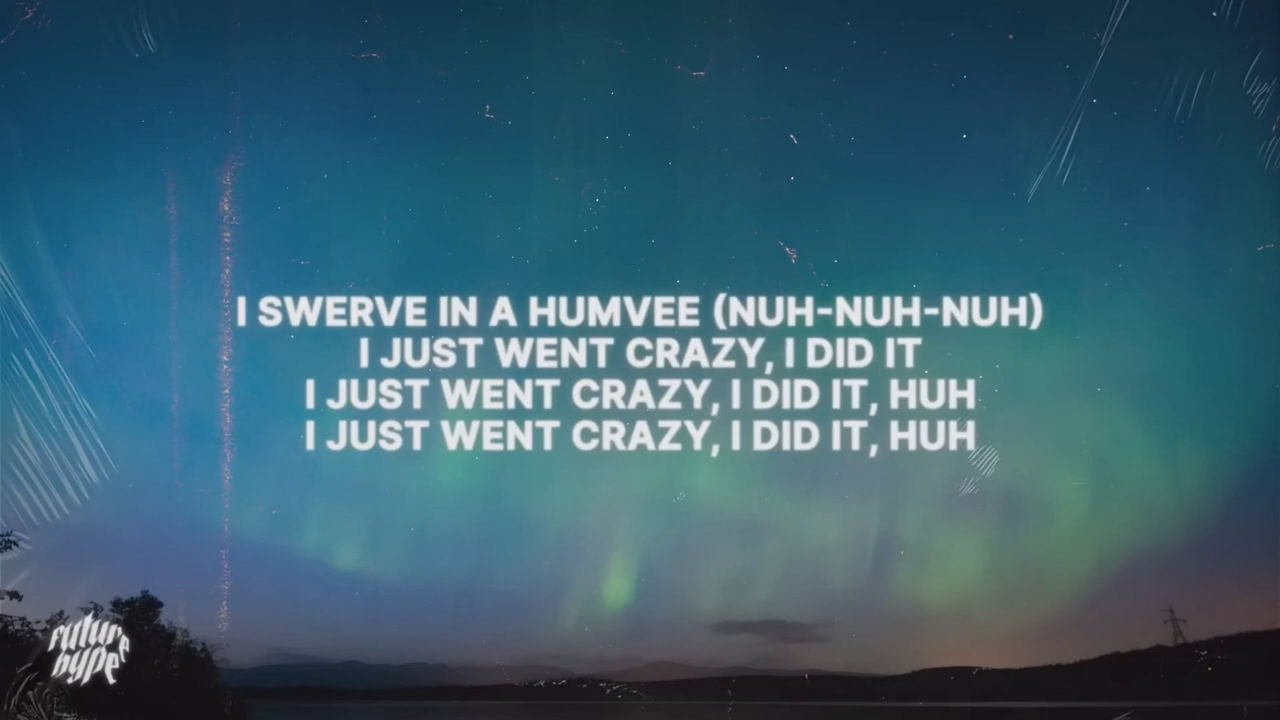 I SWERVE IN A HUMVEE (NUH-NUH-NUH)
I JUST WENT CRAZY, I DID IT
I JUST WENT CRAZY, I DID IT, HUH
I JUST WENT CRAZY, I DID IT, HUH
future
hype